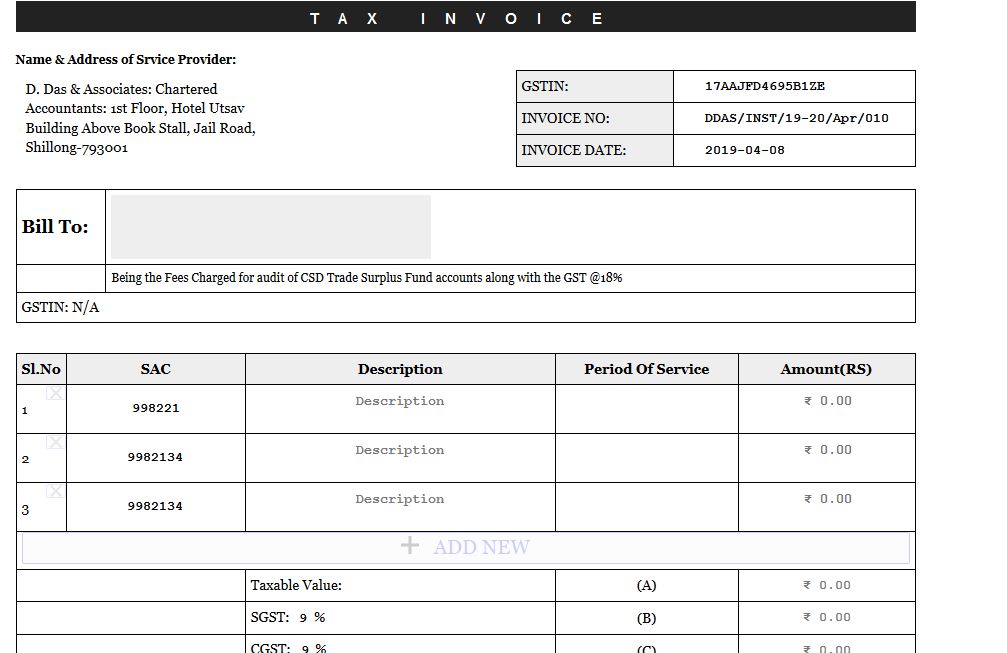 TAX INVOICE
Name & Address of Srvice Provider:
D. Das & Associates: Chartered
Accountants: 1st Floor, Hotel Utsav
Building Above Book Stall, Jail Road,
Shillong-793001
GSTIN: 17AAJFD4695B1ZE
INVOICE NO: DDAS/INST/19-20/Apr/010
INVOICE DATE: 2019-04-08
Bill To:
Being the Fees Charged for audit of CSD Trade Surplus Fund accounts along with the GST @18%
GSTIN: N/A
Sl.No SAC Description Period Of Service Amount(RS)
1 998221 Description ₹ 0.00
2 9982134 Description ₹ 0.00
3 9982134 Description ₹ 0.00
+ ADD NEW
Taxable Value: (A) ₹ 0.00
SGST: 9 % (B) ₹ 0.00
CGST: 9 % (C) ₹ 0.00